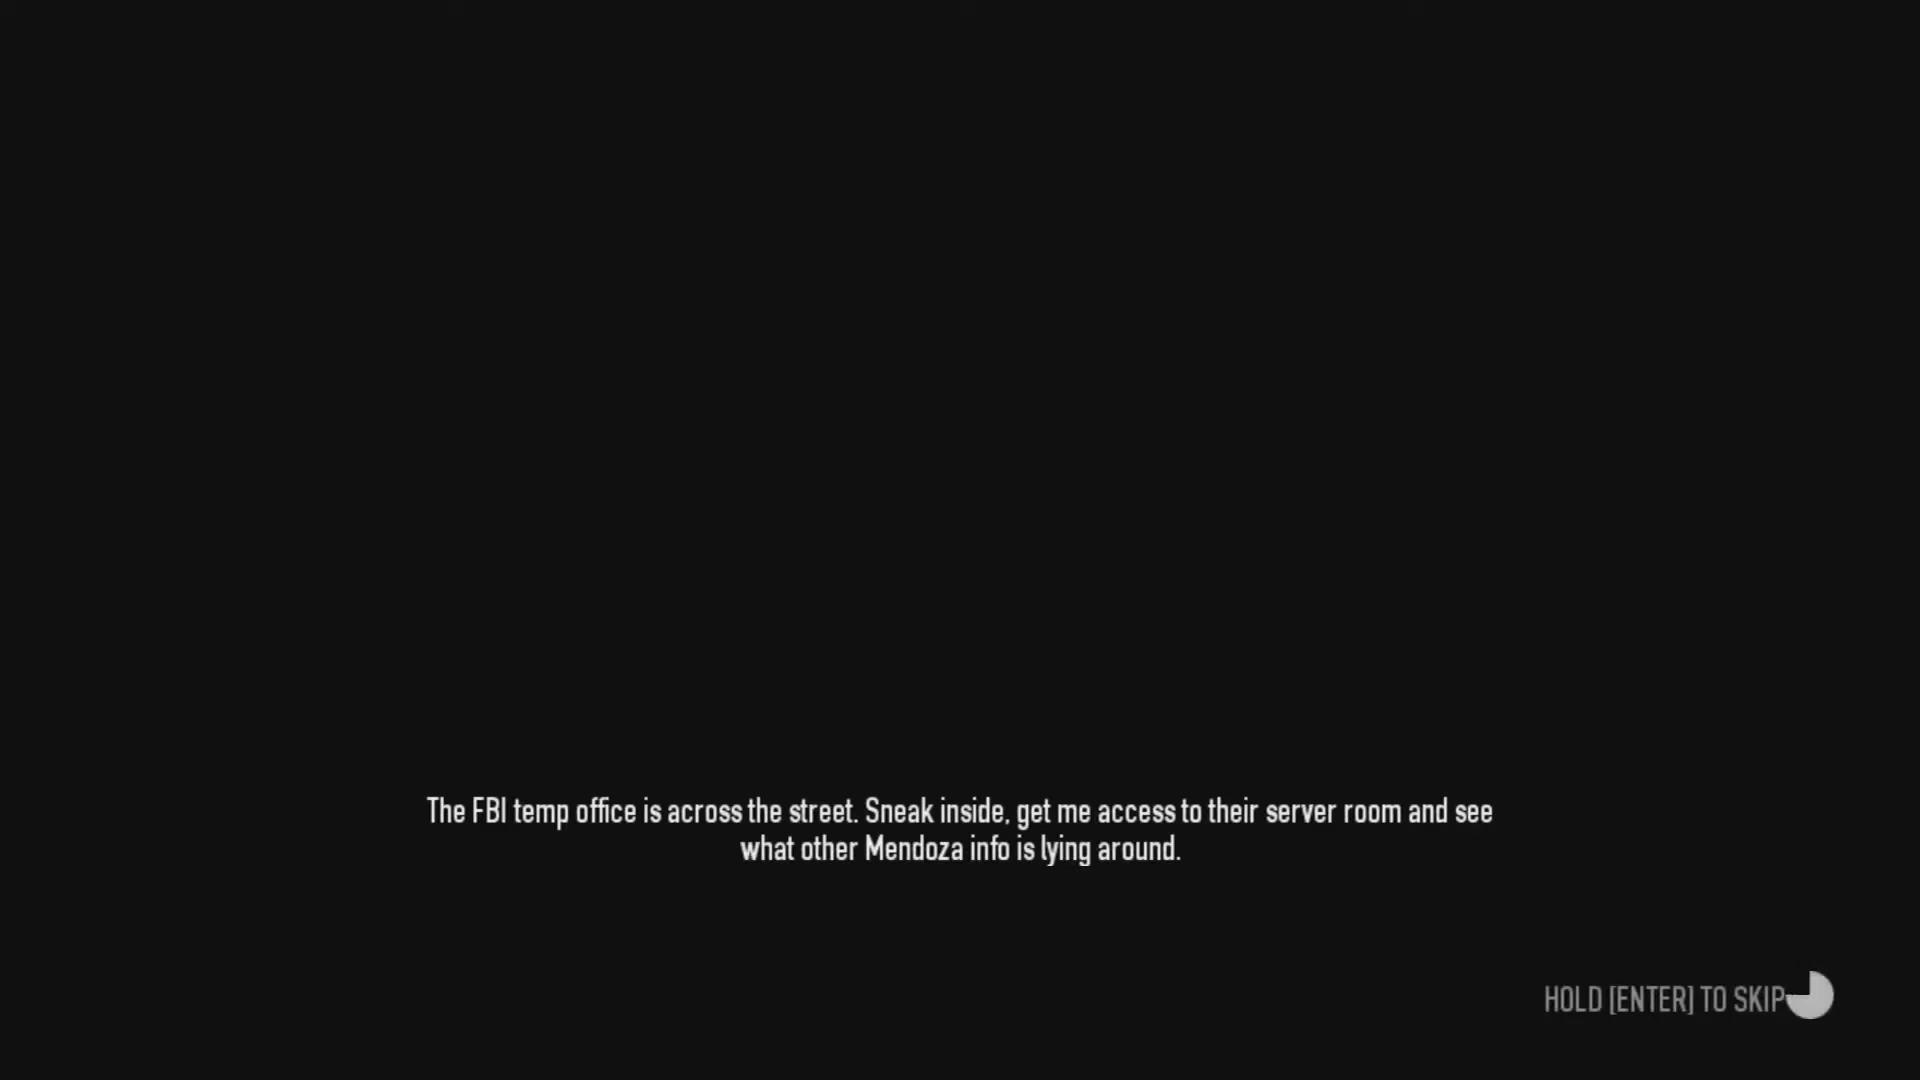 The FBI temp office is across the street. Sneak inside, get me access to their server room and see
what other Mendoza info is lying around.
HOLD [ENTER] TO SKIP